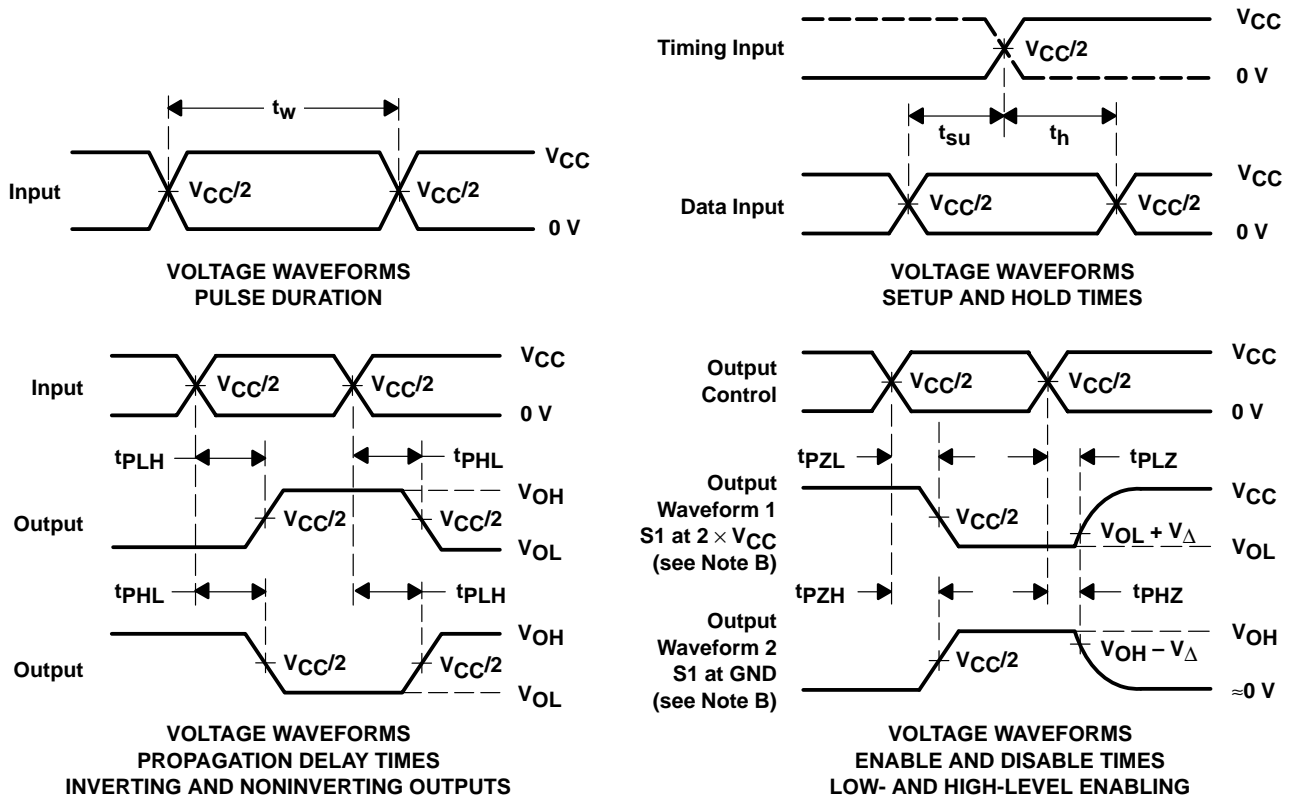 tw
Input
VCC/2
VCC/2
VCC
0 V
VOLTAGE WAVEFORMS
PULSE DURATION
Timing Input
VCC/2
VCC
0 V
tsu
th
Data Input
VCC/2
VCC/2
VCC
0 V
VOLTAGE WAVEFORMS
SETUP AND HOLD TIMES
Input
VCC/2
VCC/2
VCC
0 V
tPLH
tPHL
Output
VCC/2
VCC/2
VOH
VOL
tPHL
tPLH
Output
VCC/2
VCC/2
VOH
VOL
VOLTAGE WAVEFORMS
PROPAGATION DELAY TIMES
INVERTING AND NONINVERTING OUTPUTS
Output
Control
VCC/2
VCC/2
VCC
0 V
tPZL
tPLZ
Output
Waveform 1
S1 at 2 × VCC
(see Note B)
VCC/2
VOL + VΔ
VCC
VOL
tPZH
tPHZ
Output
Waveform 2
S1 at GND
(see Note B)
VCC/2
VOH – VΔ
VOH
≈0 V
VOLTAGE WAVEFORMS
ENABLE AND DISABLE TIMES
LOW- AND HIGH-LEVEL ENABLING